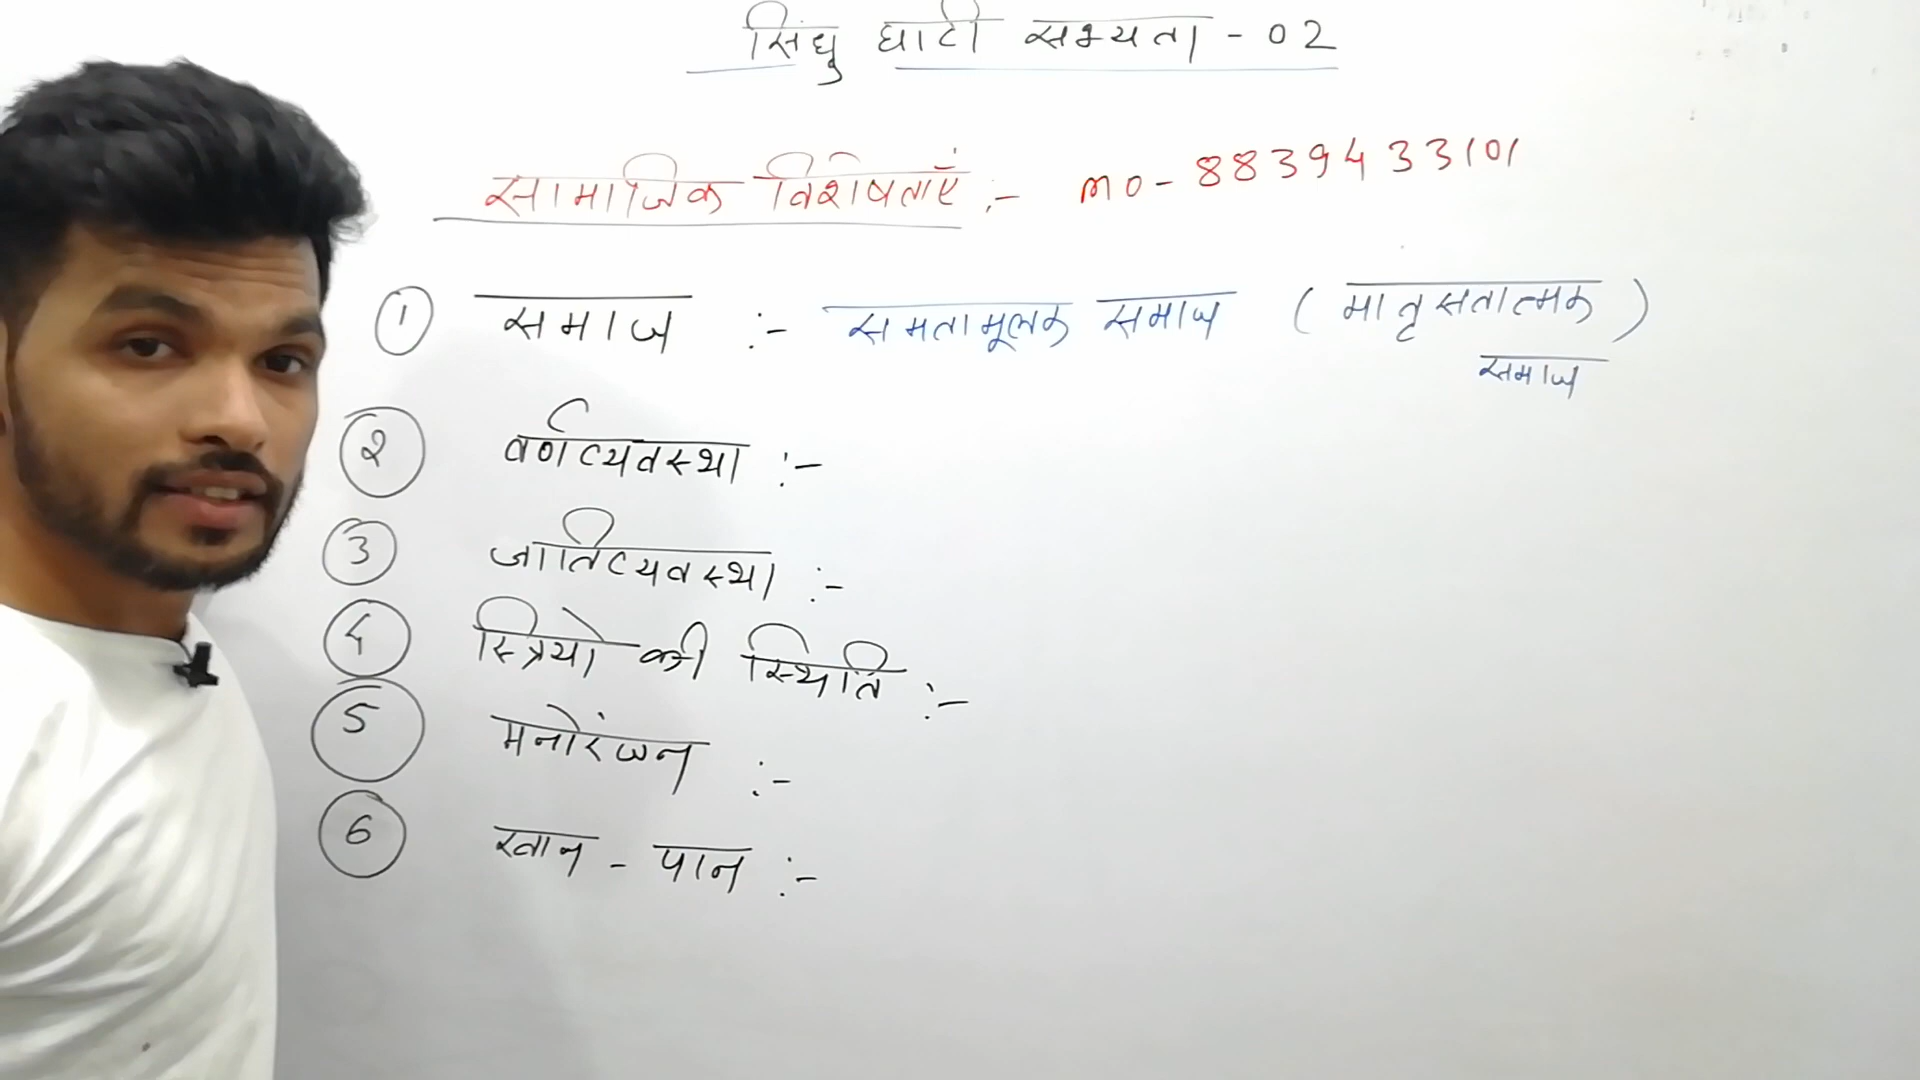 सिंधु घाटी सभ्यता - 02
सामाजिक विशेषताएं :- mo - 8839433101
1 समाज :- समतामूलक समाज ( मातृसतात्मक )
समाज
2 वर्णव्यवस्था :-
3 जातिव्यवस्था :-
4 स्त्रियो की स्थिति :-
5 मनोरंजन :-
6 खान - पान :-